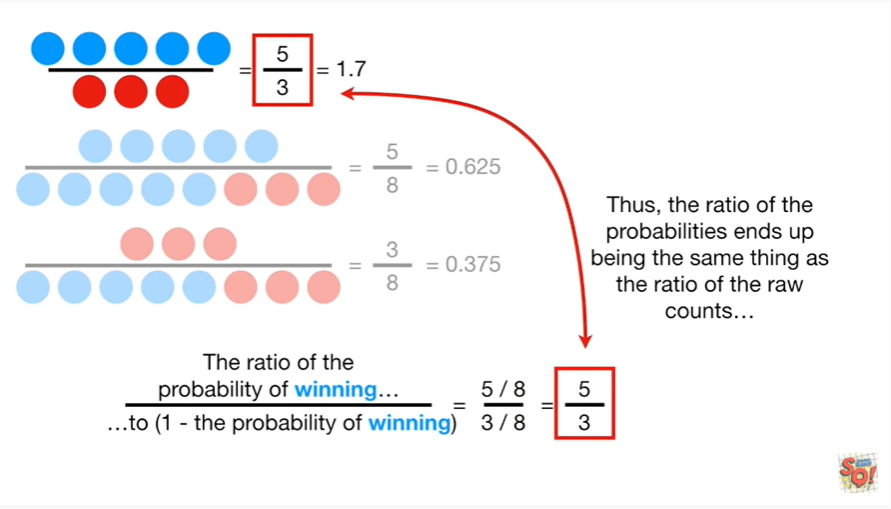 = 5/3 = 1.7
= 5/8 = 0.625
= 3/8 = 0.375
Thus, the ratio of the
probabilities ends up
being the same thing as
the ratio of the raw
counts…
The ratio of the
probability of winning…
…to (1 - the probability of winning)
= 5 / 8
3 / 8
= 5/3
SQ!